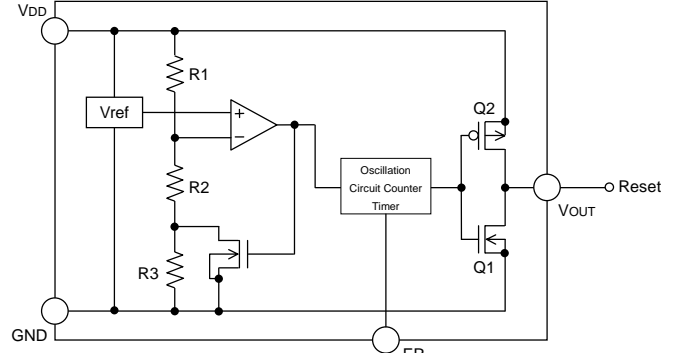 VDD
R1
Vref
+
−
Q2
R2
Oscillation
Circuit Counter
Timer
Reset
VOUT
R3
Q1
GND